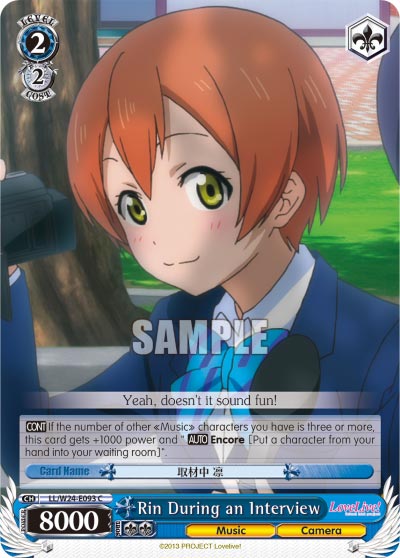 LEVEL
2
2
COST
SAMPLE
Yeah, doesn't it sound fun!
CONT If the number of other «Music» characters you have is three or more,
this card gets +1000 power and " AUTO Encore [Put a character from your
hand into your waiting room]".
Card Name
取材中 凛
CH LL/W24-E093 C
POWER 8000
SOUL
Rin During an Interview
LoveLive!
Music
Camera
©2013 PROJECT Lovelive!